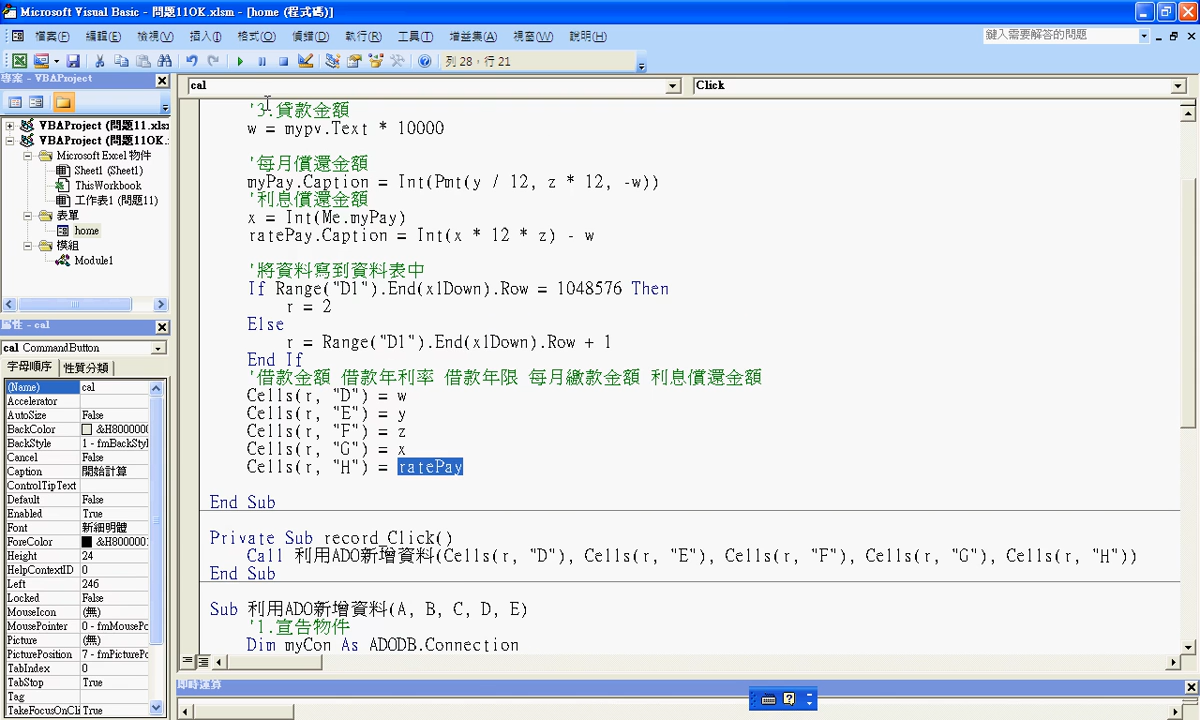 Microsoft Visual Basic - 問題11OK.xlsm - [home (程式碼)]
檔案(F) 編輯(E) 檢視(V) 插入(I) 格式(O) 偵錯(D) 執行(R) 工具(T) 增益集(A) 視窗(W) 說明(H)
鍵入需要解答的問題
列 28，行 21
專案 - VBAProject
VBAProject (問題11.xlsm
VBAProject (問題11OK.
Microsoft Excel 物件
Sheet1 (Sheet1)
ThisWorkbook
工作表1 (問題11)
表單
home
模組
Module1
屬性 - cal
cal CommandButton
字母順序 性質分類
(Name) cal
Accelerator
AutoSize False
BackColor &H8000000
BackStyle 1 - fmBackStyl
Cancel False
Caption 開始計算
ControlTipText
Default False
Enabled True
Font 新細明體
ForeColor &H8000001
Height 24
HelpContextID 0
Left 246
Locked False
MouseIcon (無)
MousePointer 0 - fmMousePo
Picture (無)
PicturePosition 7 - fmPicturePo
TabIndex 0
TabStop True
Tag
TakeFocusOnCli True
cal Click
'3.貸款金額
w = mypv.Text * 10000
'每月償還金額
myPay.Caption = Int(Pmt(y / 12, z * 12, -w))
'利息償還金額
x = Int(Me.myPay)
ratePay.Caption = Int(x * 12 * z) - w
'將資料寫到資料表中
If Range("D1").End(xlDown).Row = 1048576 Then
r = 2
Else
r = Range("D1").End(xlDown).Row + 1
End If
'借款金額 借款年利率 借款年限 每月繳款金額 利息償還金額
Cells(r, "D") = w
Cells(r, "E") = y
Cells(r, "F") = z
Cells(r, "G") = x
Cells(r, "H") = ratePay
End Sub
Private Sub record_Click()
Call 利用ADO新增資料(Cells(r, "D"), Cells(r, "E"), Cells(r, "F"), Cells(r, "G"), Cells(r, "H"))
End Sub
Sub 利用ADO新增資料(A, B, C, D, E)
'1.宣告物件
Dim myCon As ADODB.Connection
即時運算